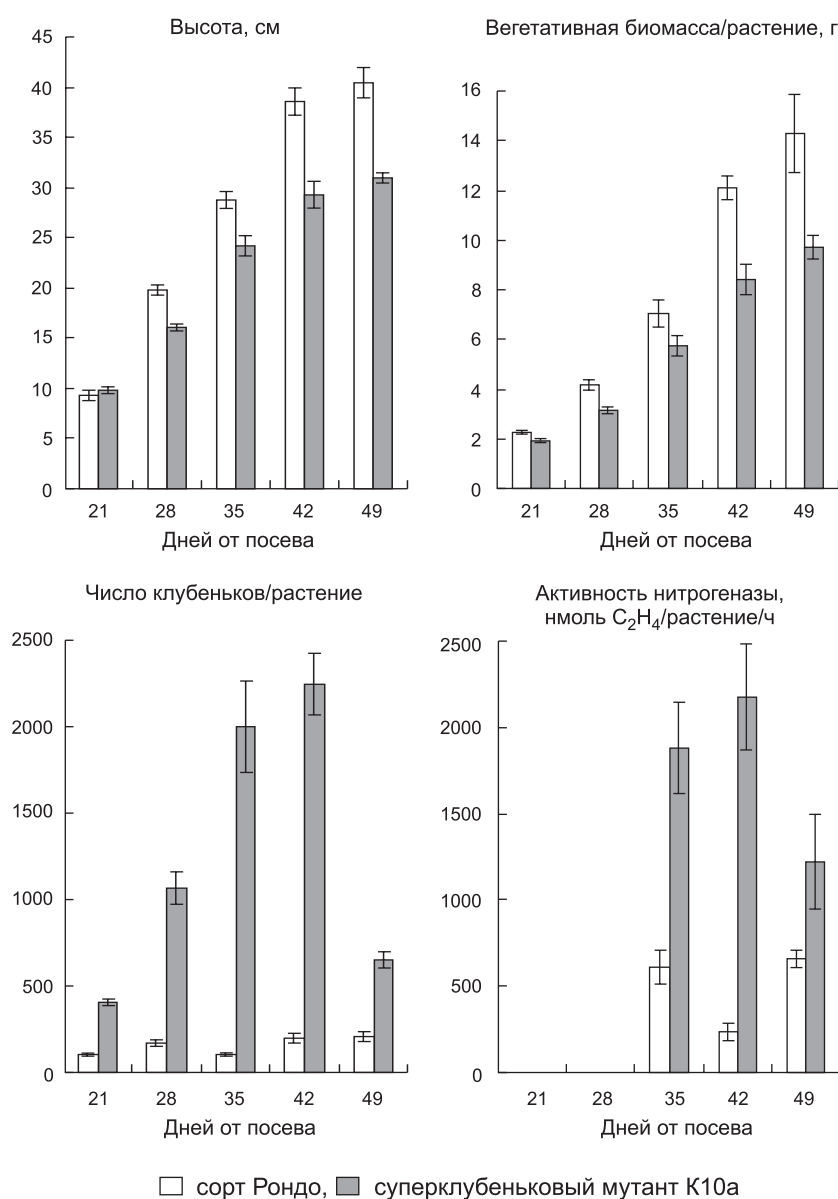 Высота, см
45
40
35
30
25
20
15
10
5
0
21 28 35 42 49
Дней от посева
Вегетативная биомасса/растение, г
16
14
12
10
8
6
4
2
0
21 28 35 42 49
Дней от посева
Число клубеньков/растение
2500
2000
1500
1000
500
0
21 28 35 42 49
Дней от посева
Активность нитрогеназы,
нмоль C₂H₄/растение/ч
2500
2000
1500
1000
500
0
21 28 35 42 49
Дней от посева
сорт Рондо, суперклубеньковый мутант К10а